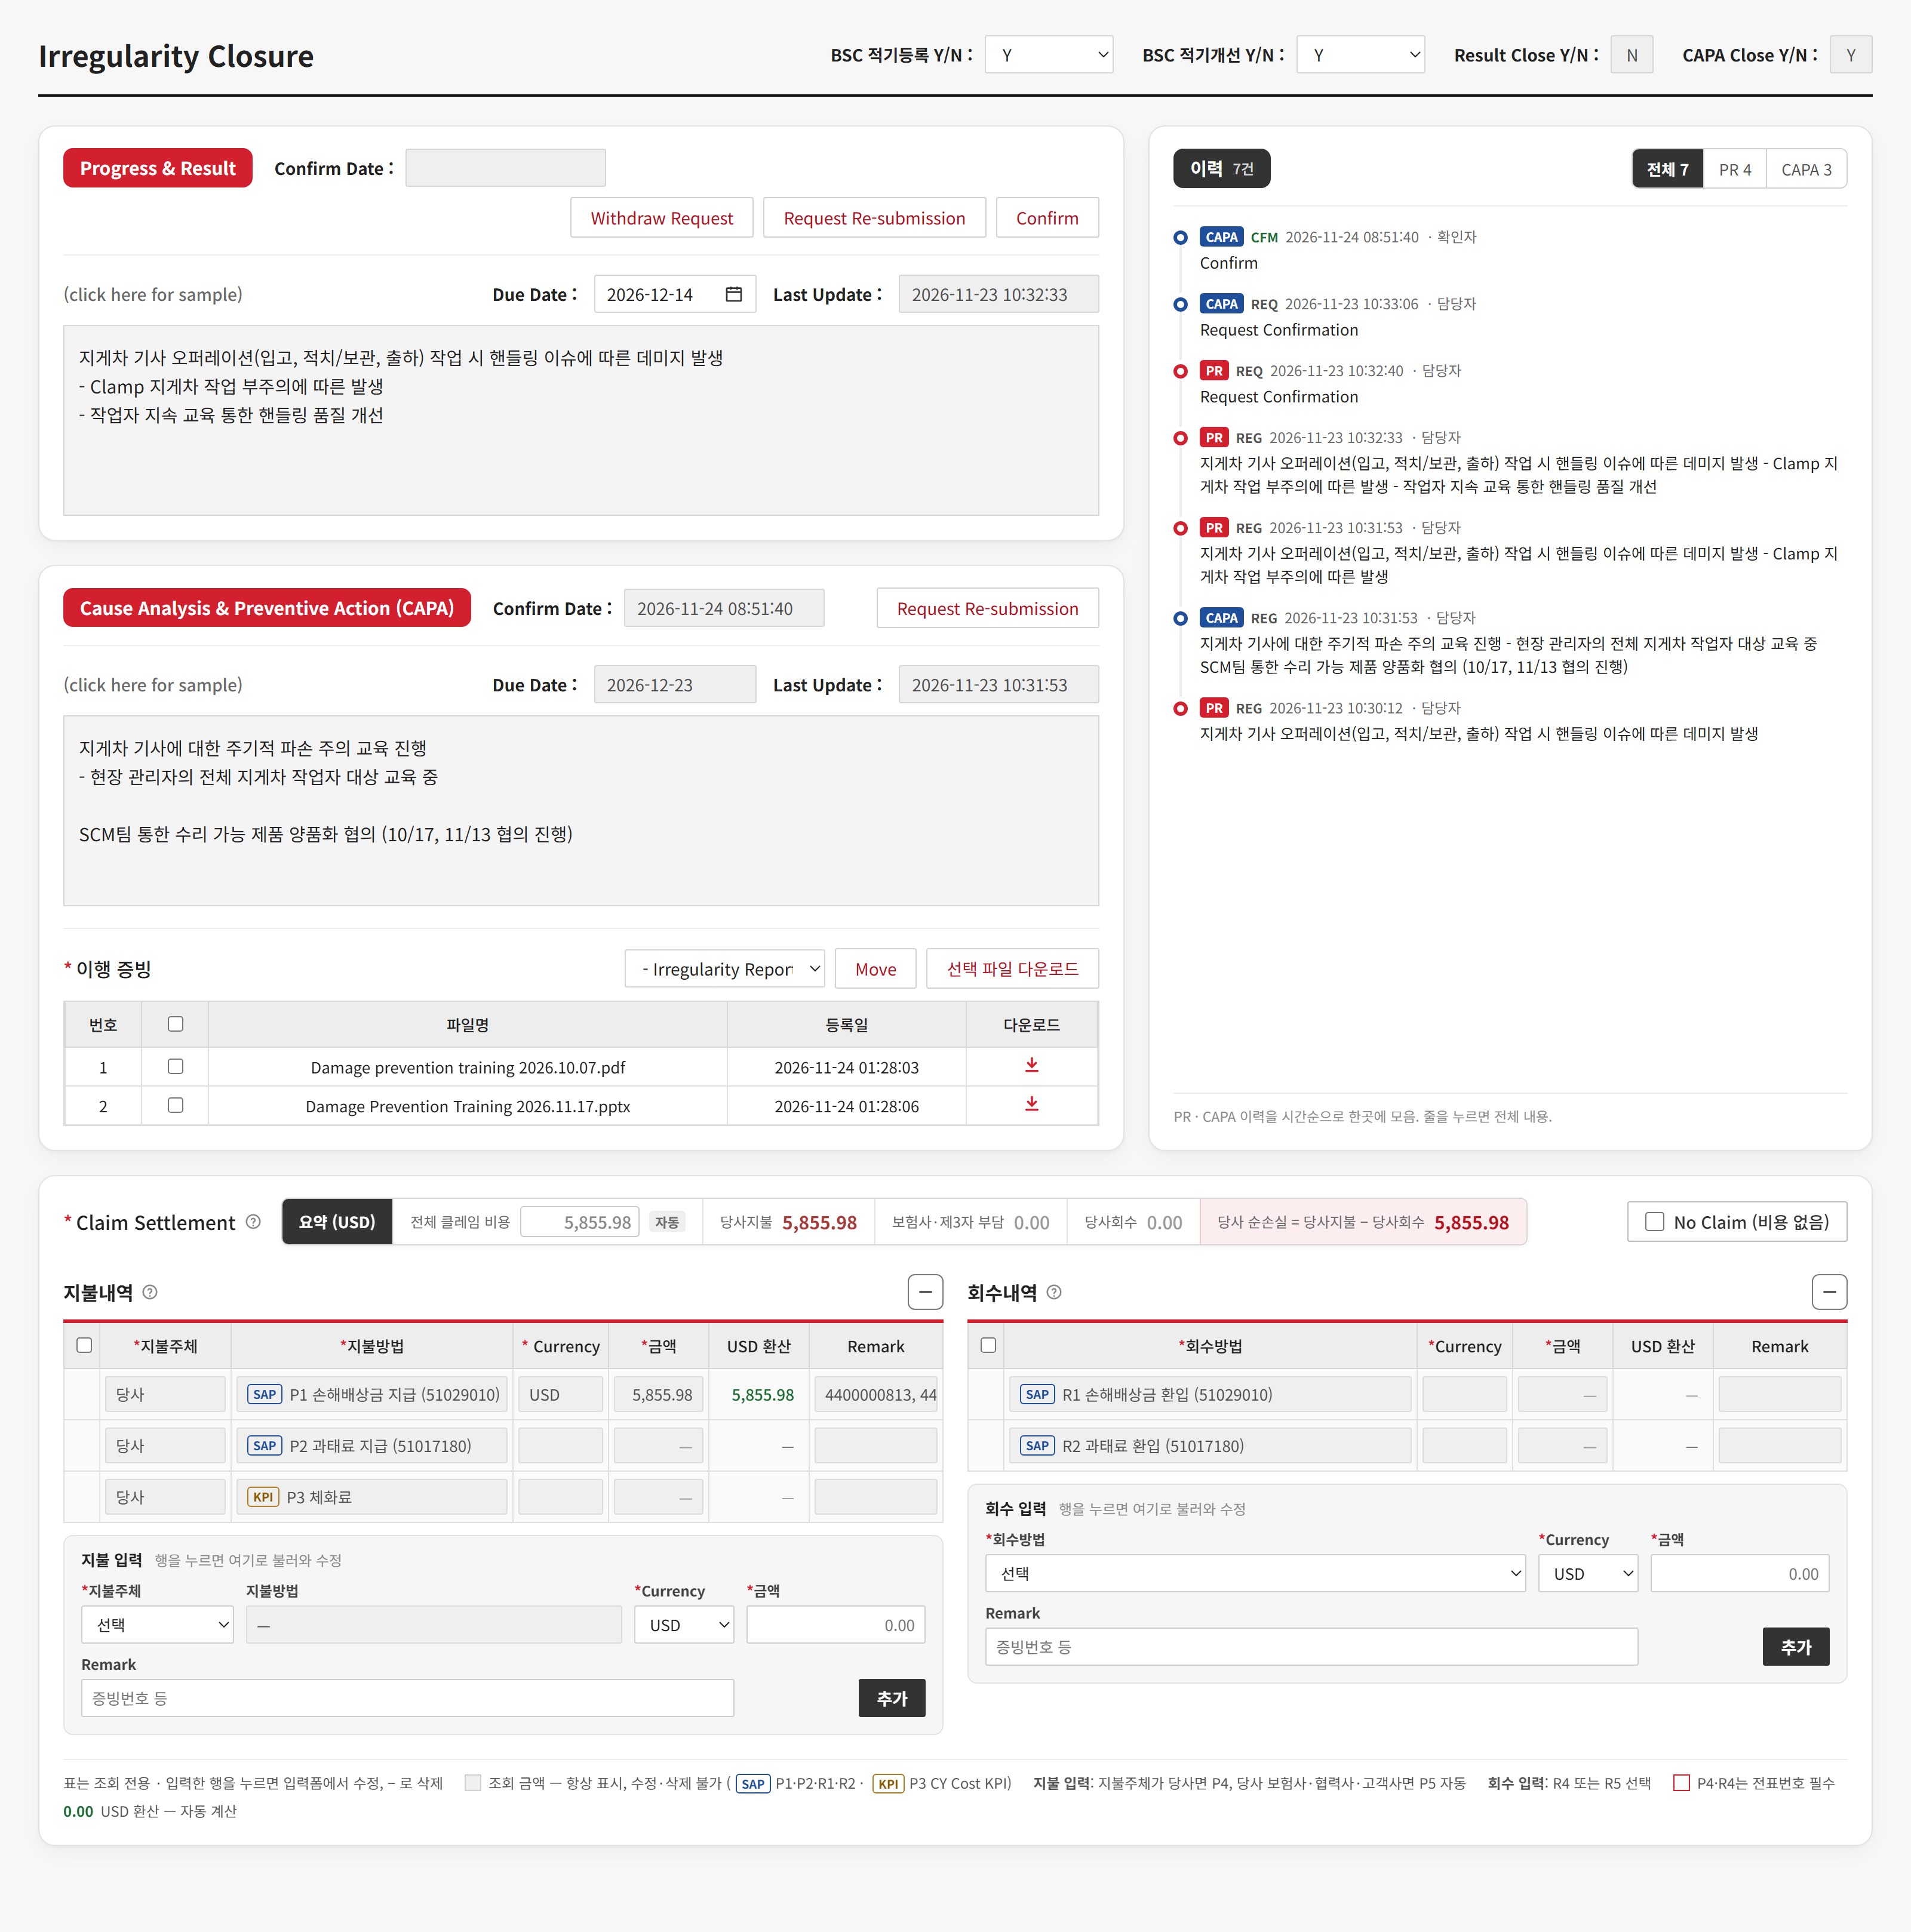 Irregularity Closure
BSC 적기등록 Y/N : Y
BSC 적기개선 Y/N : Y
Result Close Y/N : N
CAPA Close Y/N : Y
Progress & Result
Confirm Date :
Withdraw Request
Request Re-submission
Confirm
(click here for sample)
Due Date : 2026-12-14
Last Update : 2026-11-23 10:32:33
지게차 기사 오퍼레이션(입고, 적치/보관, 출하) 작업 시 핸들링 이슈에 따른 데미지 발생
- Clamp 지게차 작업 부주의에 따른 발생
- 작업자 지속 교육 통한 핸들링 품질 개선
Cause Analysis & Preventive Action (CAPA)
Confirm Date : 2026-11-24 08:51:40
Request Re-submission
(click here for sample)
Due Date : 2026-12-23
Last Update : 2026-11-23 10:31:53
지게차 기사에 대한 주기적 파손 주의 교육 진행
- 현장 관리자의 전체 지게차 작업자 대상 교육 중
SCM팀 통한 수리 가능 제품 양품화 협의 (10/17, 11/13 협의 진행)
* 이행 증빙
- Irregularity Report
Move
선택 파일 다운로드
번호 파일명 등록일 다운로드
1 Damage prevention training 2026.10.07.pdf 2026-11-24 01:28:03
2 Damage Prevention Training 2026.11.17.pptx 2026-11-24 01:28:06
이력 7건
전체 7 PR 4 CAPA 3
CAPA CFM 2026-11-24 08:51:40 · 확인자
Confirm
CAPA REQ 2026-11-23 10:33:06 · 담당자
Request Confirmation
PR REQ 2026-11-23 10:32:40 · 담당자
Request Confirmation
PR REG 2026-11-23 10:32:33 · 담당자
지게차 기사 오퍼레이션(입고, 적치/보관, 출하) 작업 시 핸들링 이슈에 따른 데미지 발생 - Clamp 지
게차 작업 부주의에 따른 발생 - 작업자 지속 교육 통한 핸들링 품질 개선
PR REG 2026-11-23 10:31:53 · 담당자
지게차 기사 오퍼레이션(입고, 적치/보관, 출하) 작업 시 핸들링 이슈에 따른 데미지 발생 - Clamp 지
게차 작업 부주의에 따른 발생
CAPA REG 2026-11-23 10:31:53 · 담당자
지게차 기사에 대한 주기적 파손 주의 교육 진행 - 현장 관리자의 전체 지게차 작업자 대상 교육 중
SCM팀 통한 수리 가능 제품 양품화 협의 (10/17, 11/13 협의 진행)
PR REG 2026-11-23 10:30:12 · 담당자
지게차 기사 오퍼레이션(입고, 적치/보관, 출하) 작업 시 핸들링 이슈에 따른 데미지 발생
PR · CAPA 이력을 시간순으로 한곳에 모음. 줄을 누르면 전체 내용.
* Claim Settlement ?
요약 (USD)
전체 클레임 비용 5,855.98 자동
당사지불 5,855.98
보험사·제3자 부담 0.00
당사회수 0.00
당사 순손실 = 당사지불 − 당사회수 5,855.98
No Claim (비용 없음)
지불내역 ? −
*지불주체 *지불방법 * Currency *금액 USD 환산 Remark
당사 SAP P1 손해배상금 지급 (51029010) USD 5,855.98 5,855.98 4400000813, 44
당사 SAP P2 과태료 지급 (51017180) — —
당사 KPI P3 체화료 — —
지불 입력 행을 누르면 여기로 불러와 수정
*지불주체 지불방법 *Currency *금액
선택 — USD 0.00
Remark
증빙번호 등
추가
회수내역 ? −
*회수방법 *Currency *금액 USD 환산 Remark
SAP R1 손해배상금 환입 (51029010) — —
SAP R2 과태료 환입 (51017180) — —
회수 입력 행을 누르면 여기로 불러와 수정
*회수방법 *Currency *금액
선택 USD 0.00
Remark
증빙번호 등
추가
표는 조회 전용 · 입력한 행을 누르면 입력폼에서 수정, − 로 삭제 조회 금액 — 항상 표시, 수정·삭제 불가 ( SAP P1·P2·R1·R2 · KPI P3 CY Cost KPI) 지불 입력: 지불주체가 당사면 P4, 당사 보험사·협력사·고객사면 P5 자동 회수 입력: R4 또는 R5 선택 P4·R4는 전표번호 필수
0.00 USD 환산 — 자동 계산